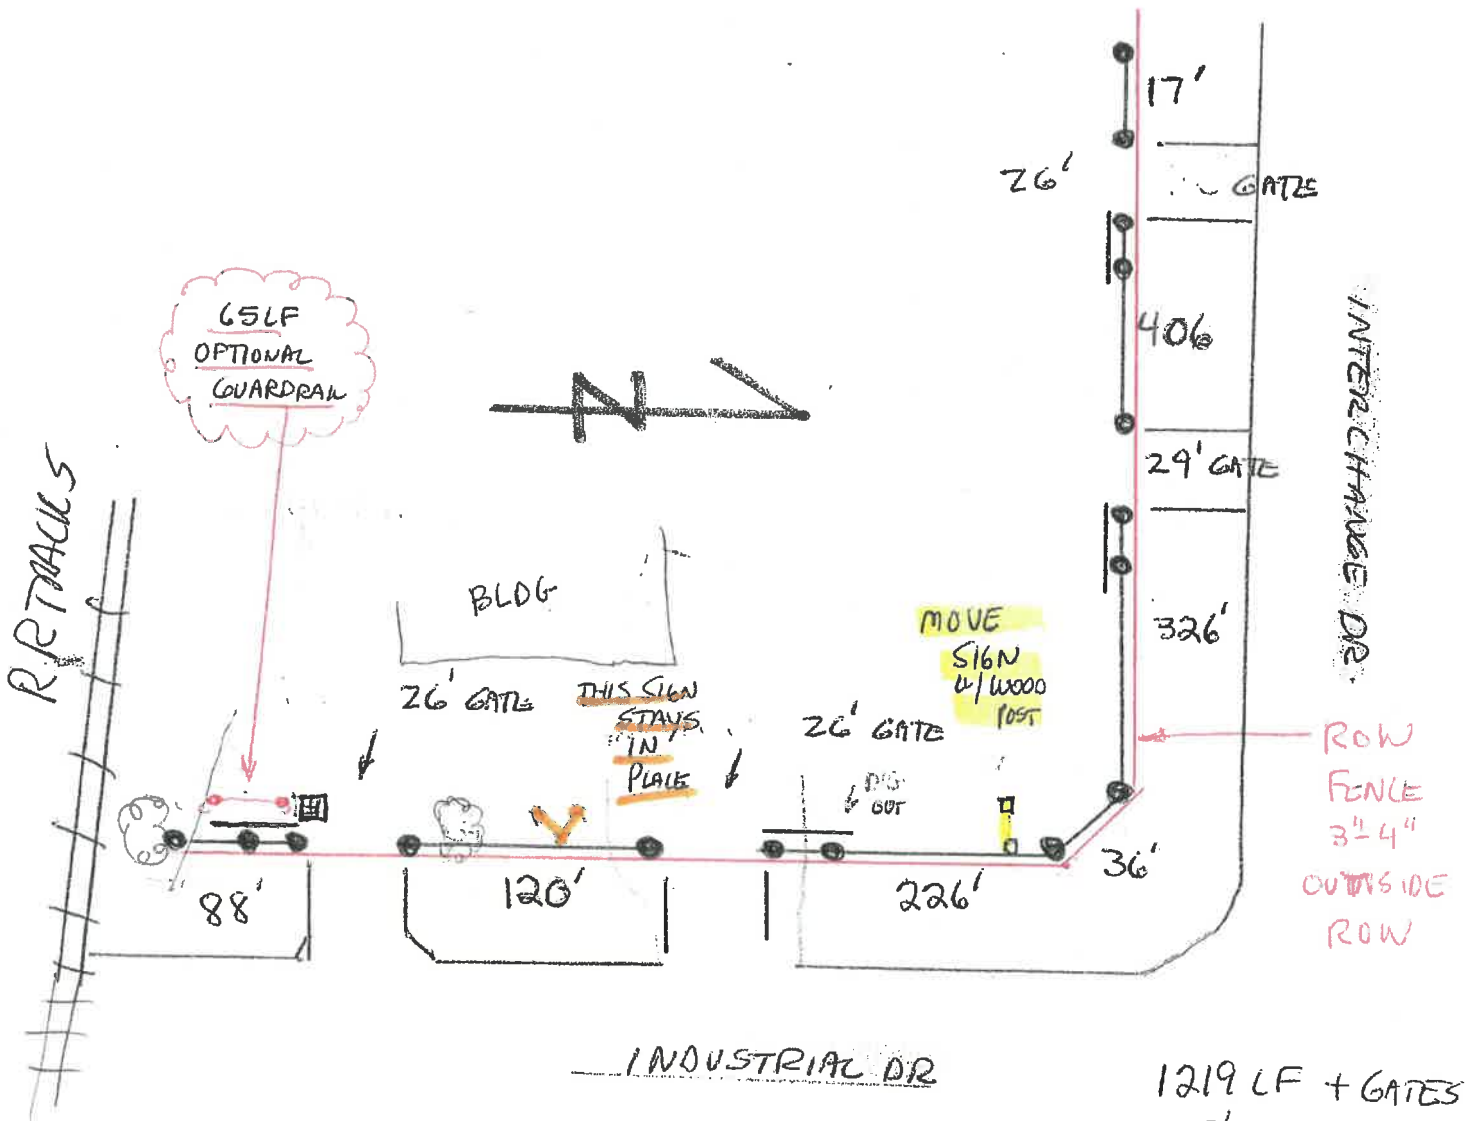 17'
26'
GATE
65LF
OPTIONAL
GUARDRAIL
406
INTERCHANGE DR.
N
29' GATE
R.R TRACKS
BLDG
MOVE
SIGN
W/WOOD
POST
326'
26' GATE
THIS SIGN
STAYS
IN
PLACE
26' GATE
DIG
OUT
ROW
FENCE
3"-4"
OUTSIDE
ROW
88'
120'
226'
36'
INDUSTRIAL DR
1219 LF + GATES